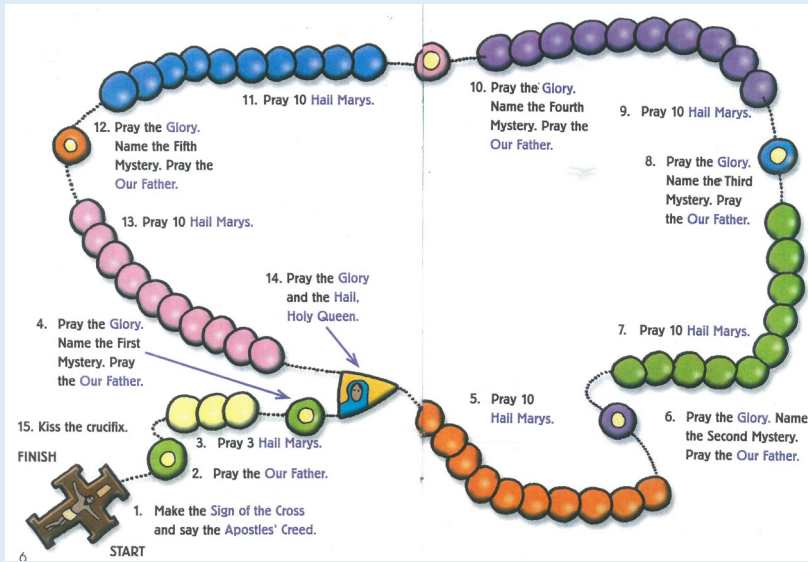 11. Pray 10 Hail Marys.
12. Pray the Glory.
Name the Fifth
Mystery. Pray the
Our Father.
13. Pray 10 Hail Marys.
14. Pray the Glory
and the Hail,
Holy Queen.
4. Pray the Glory.
Name the First
Mystery. Pray
the Our Father.
15. Kiss the crucifix.
FINISH
3. Pray 3 Hail Marys.
2. Pray the Our Father.
1. Make the Sign of the Cross
and say the Apostles' Creed.
START
6
10. Pray the Glory.
Name the Fourth
Mystery. Pray the
Our Father.
9. Pray 10 Hail Marys.
8. Pray the Glory.
Name the Third
Mystery. Pray
the Our Father.
7. Pray 10 Hail Marys.
5. Pray 10
Hail Marys.
6. Pray the Glory. Name
the Second Mystery.
Pray the Our Father.